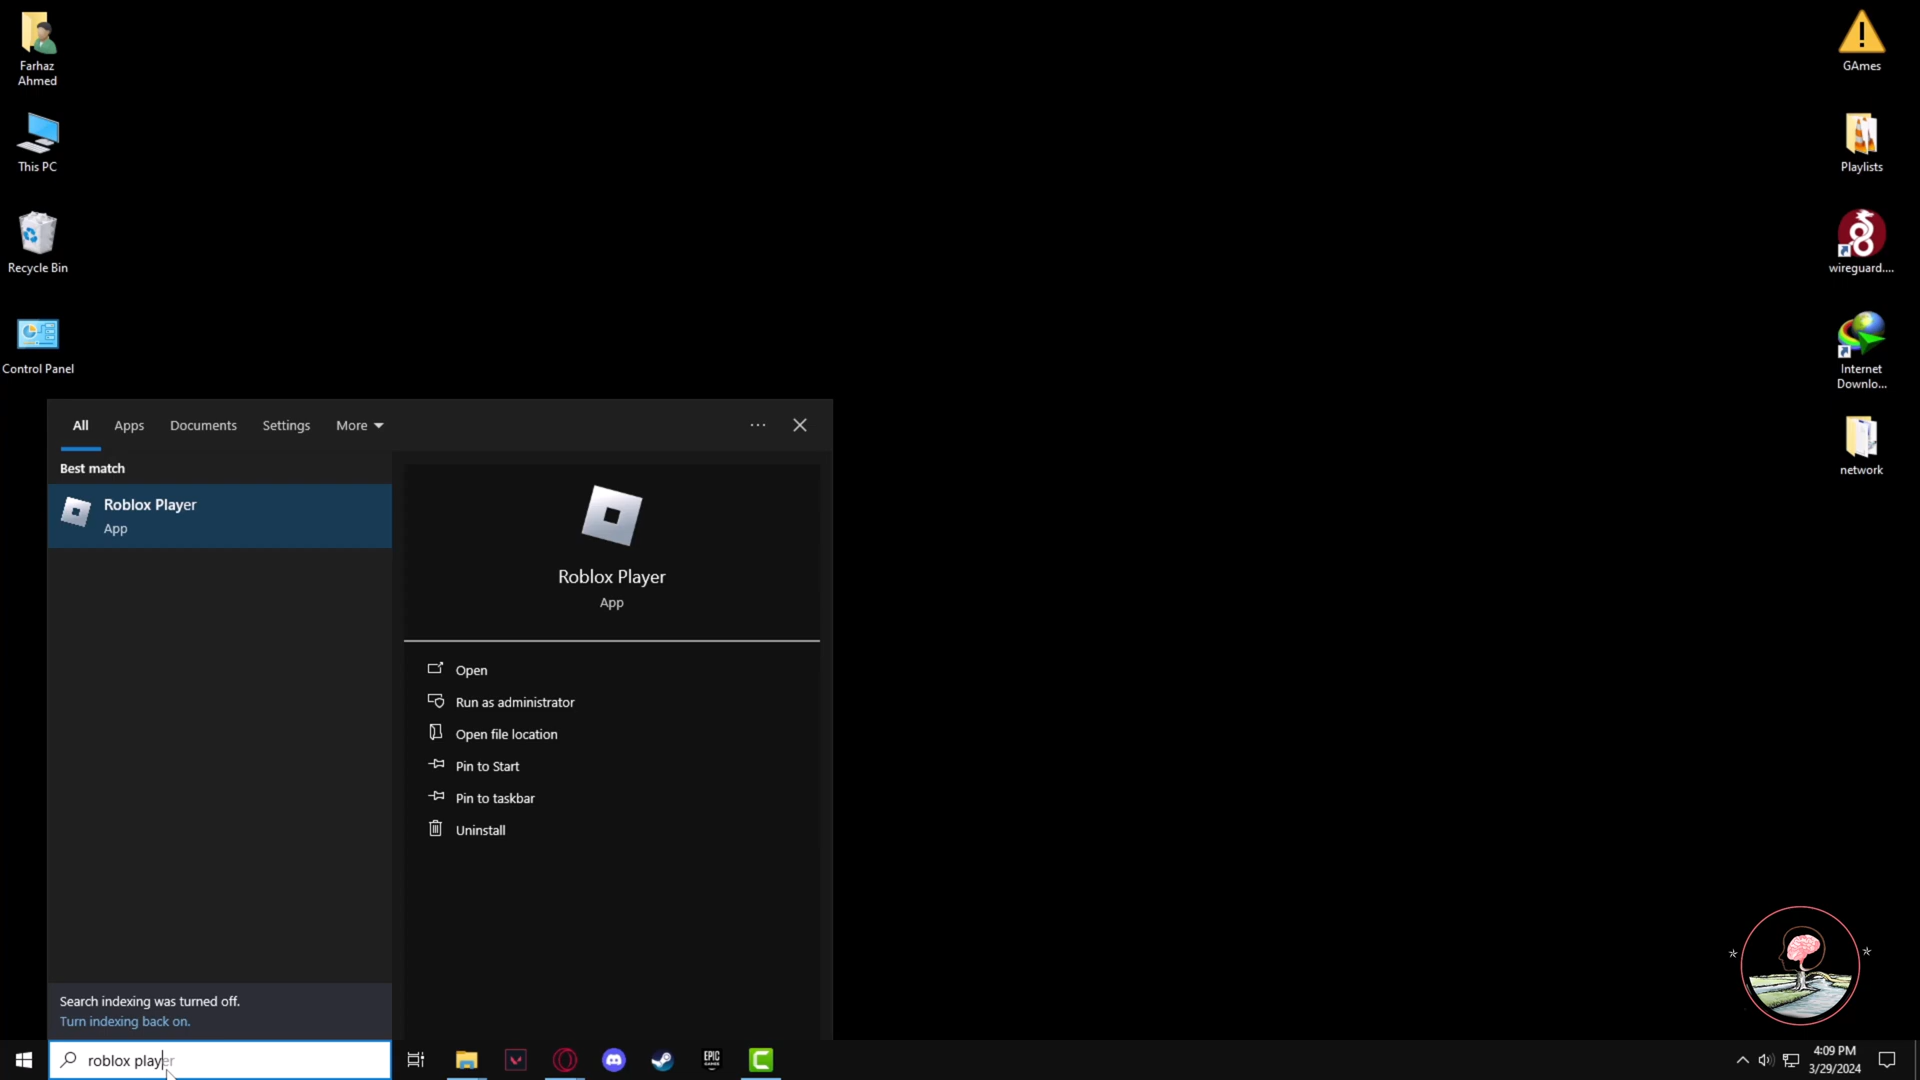 Farhaz
Ahmed
This PC
Recycle Bin
Control Panel
GAmes
Playlists
wireguard....
Internet
Downlo...
network
All
Apps
Documents
Settings
More
Best match
Roblox Player
App
Roblox Player
App
Open
Run as administrator
Open file location
Pin to Start
Pin to taskbar
Uninstall
Search indexing was turned off.
Turn indexing back on.
roblox player
EPIC
GAMES
4:09 PM
3/29/2024